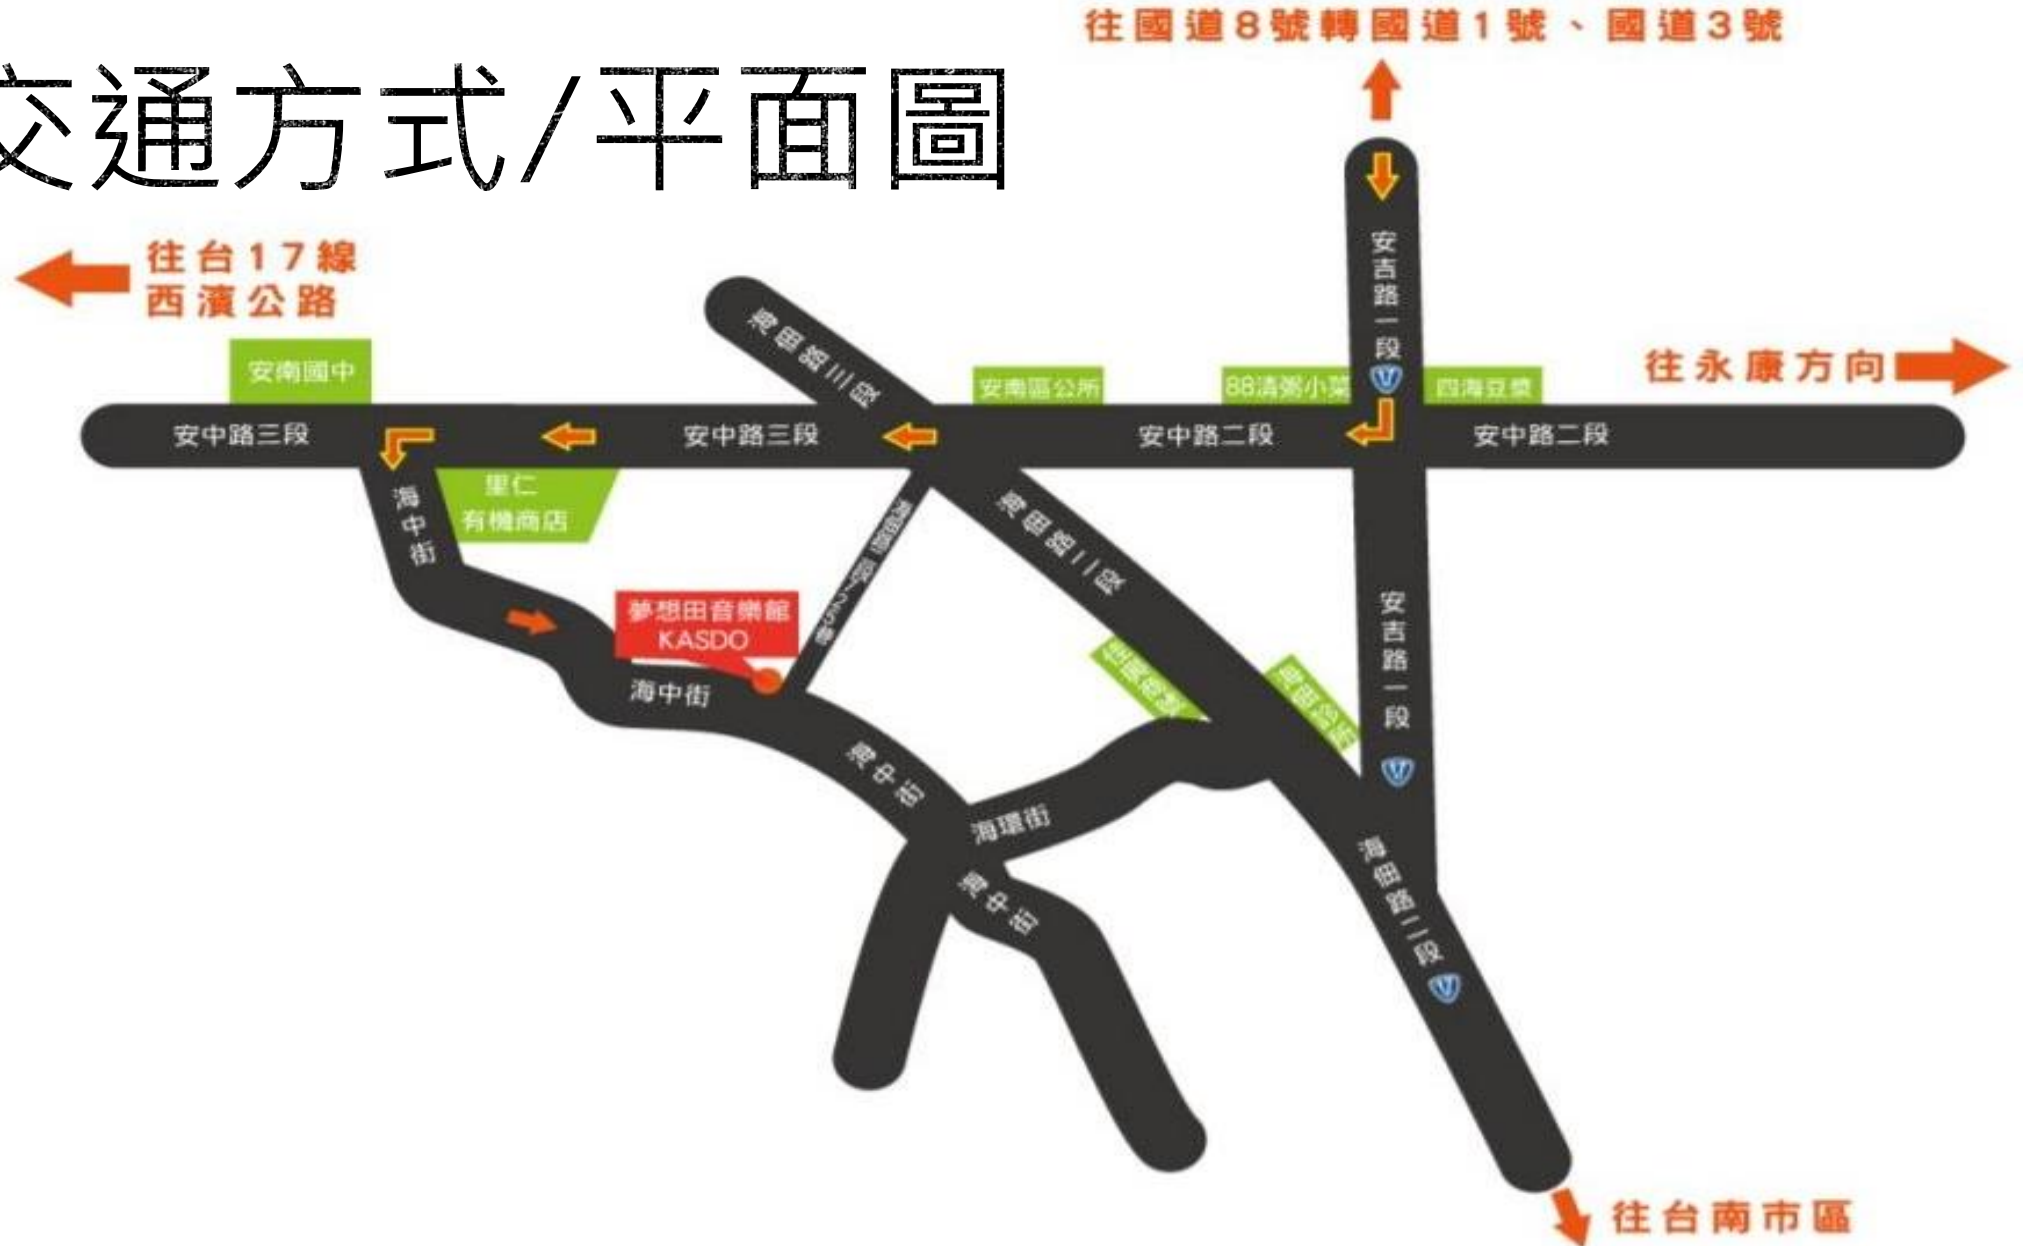 往國道8號轉國道1號、國道3號
交通方式/平面圖
往台17線
西濱公路
安吉路一段
海佃路三段
安南國中
安南區公所
88清粥小菜
四海豆漿
往永康方向
安中路三段
安中路三段
安中路二段
安中路二段
海中街
里仁
有機商店
海佃路二段
夢想田音樂館
KASDO
安吉路一段
海中街
海中街
海環街
海中街
海佃路二段
往台南市區